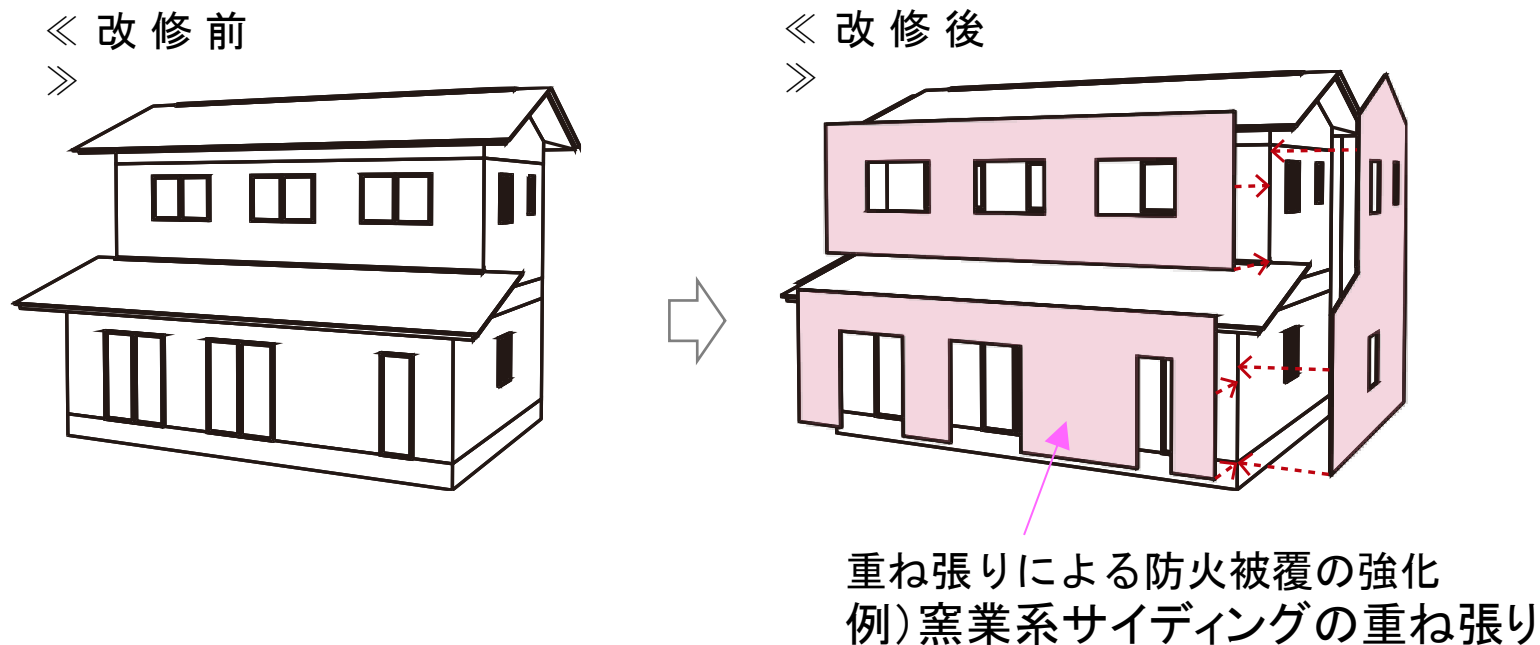 ≪ 改 修 前
≫
≪ 改 修 後
≫
重ね張りによる防火被覆の強化
例）窯業系サイディングの重ね張り